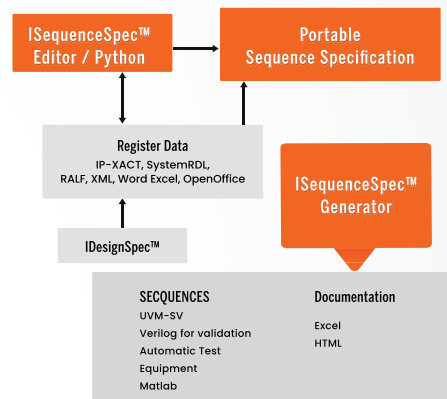 ISequenceSpec™
Editor / Python
Portable
Sequence Specification
Register Data
IP-XACT, SystemRDL,
RALF, XML, Word Excel, OpenOffice
ISequenceSpec™
Generator
IDesignSpec™
SECQUENCES
UVM-SV
Verilog for validation
Automatic Test
Equipment
Matlab
Documentation
Excel
HTML